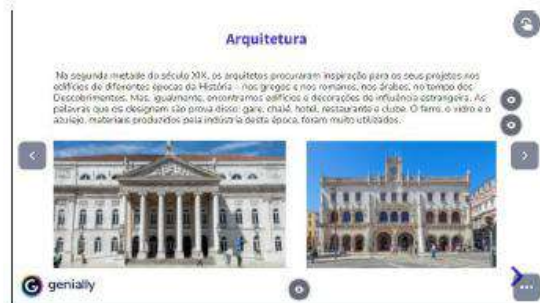 Arquitetura
Na segunda metade do século XIX, os arquitetos procuraram inspiração para os seus projetos nos
edifícios de diferentes épocas da História - nos gregos e nos romanos, nos árabes, no tempo dos
Descobrimentos. Mas, igualmente, encontramos edifícios e decorações de influência estrangeira. As
palavras que os designam são prova disso: gare, chalé, hotel, restaurante e clube. O ferro, o vidro e o
azulejo, materiais produzidos pela indústria desta época, foram muito utilizados.
genially